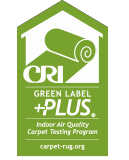 CRI
GREEN LABEL
+PLUS®
Indoor Air Quality
Carpet Testing Program
carpet-rug.org